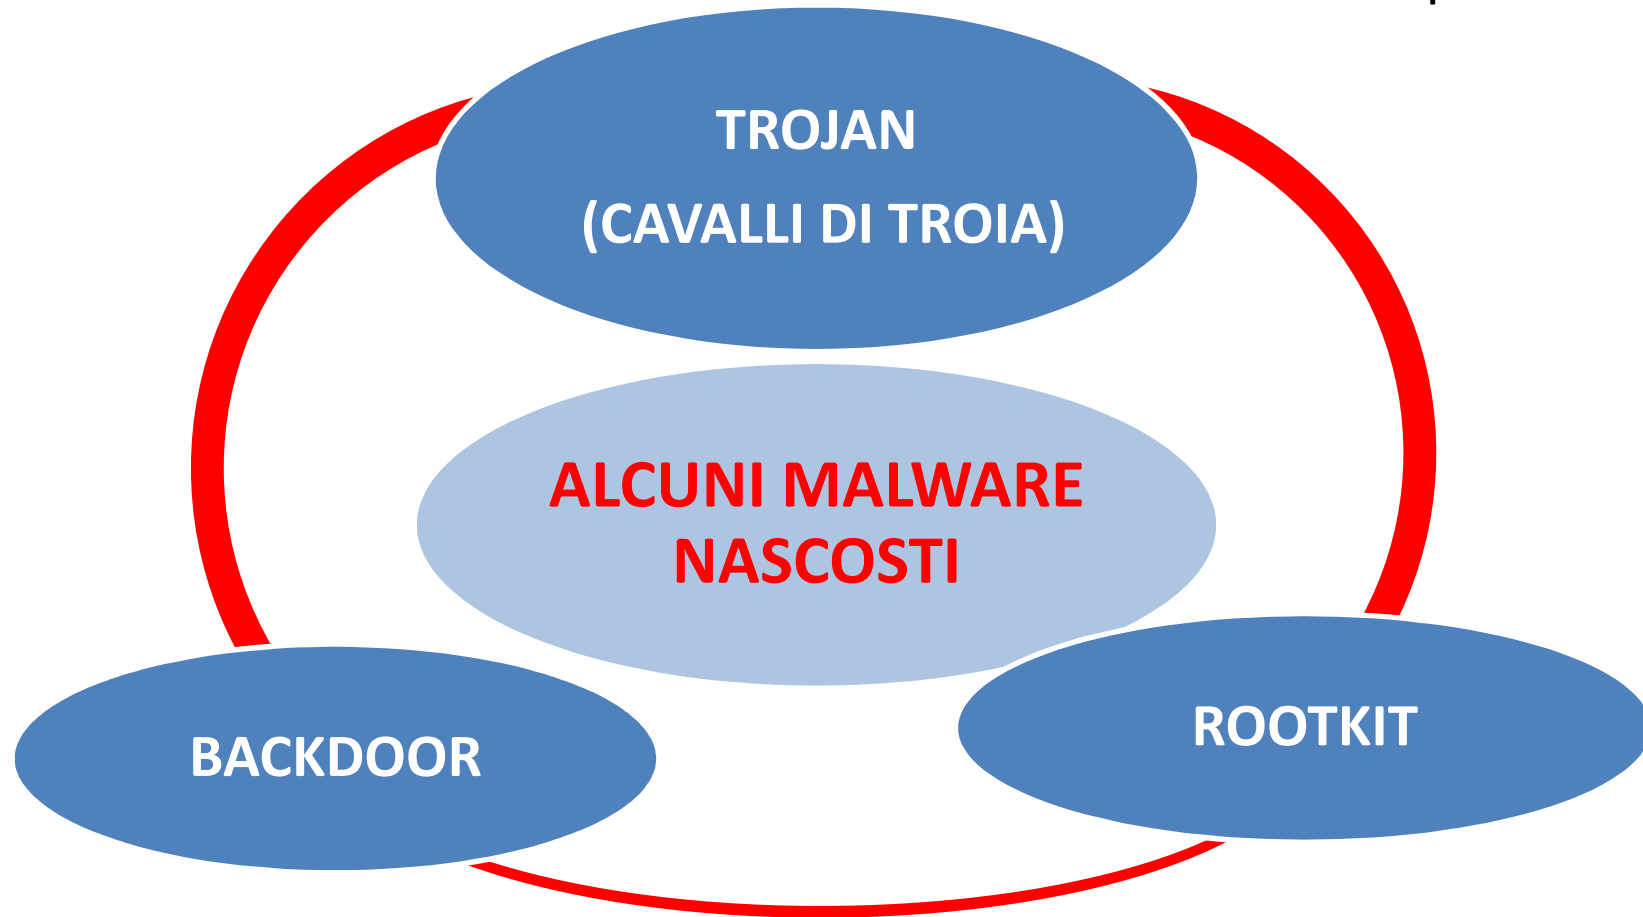 TROJAN
(CAVALLI DI TROIA)
ALCUNI MALWARE
NASCOSTI
BACKDOOR
ROOTKIT